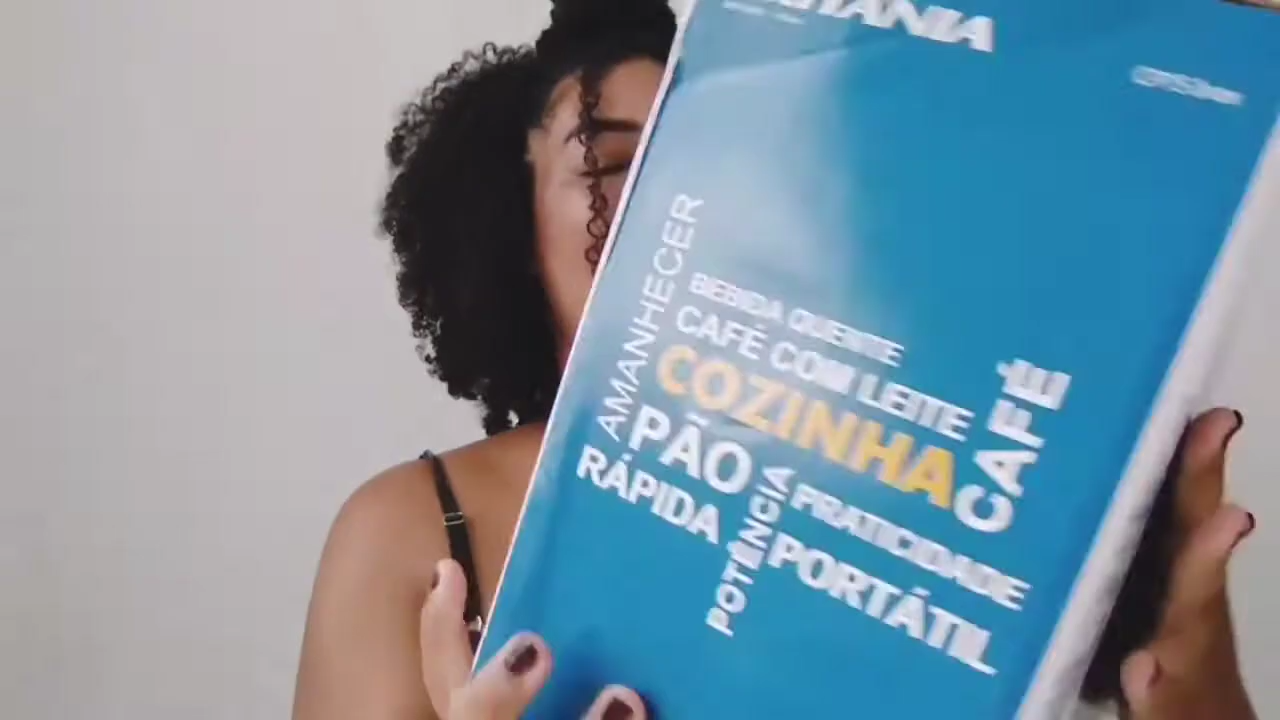 AMANHECER
BEBIDA QUENTE
CAFÉ COM LEITE
COZINHA
CAFÉ
PÃO
RÁPIDA
POTÊNCIA
PRATICIDADE
PORTÁTIL